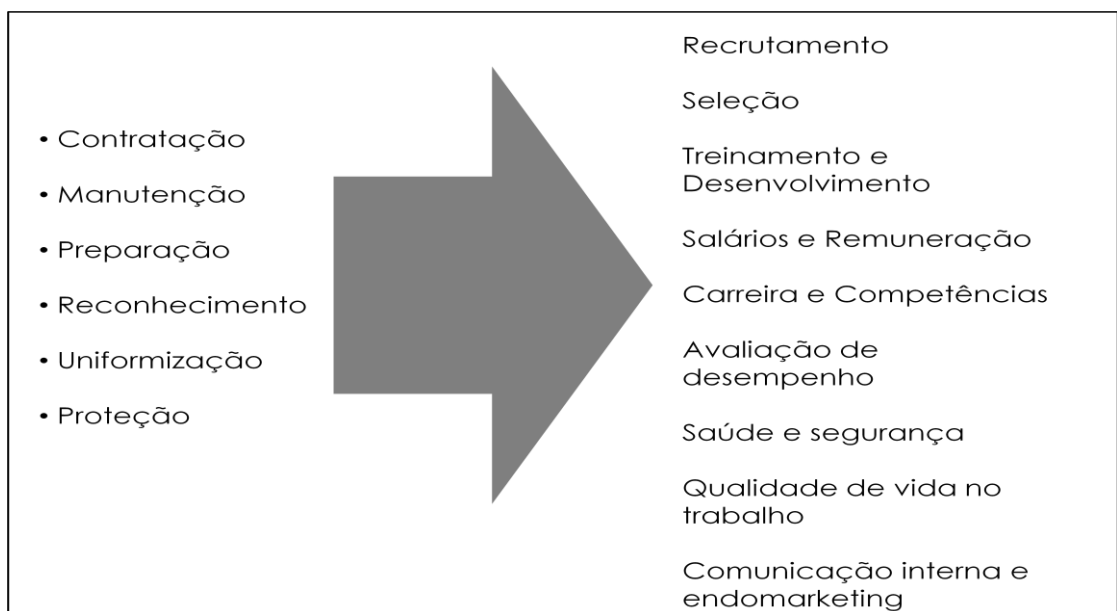 • Contratação
• Manutenção
• Preparação
• Reconhecimento
• Uniformização
• Proteção
Recrutamento
Seleção
Treinamento e
Desenvolvimento
Salários e Remuneração
Carreira e Competências
Avaliação de
desempenho
Saúde e segurança
Qualidade de vida no
trabalho
Comunicação interna e
endomarketing